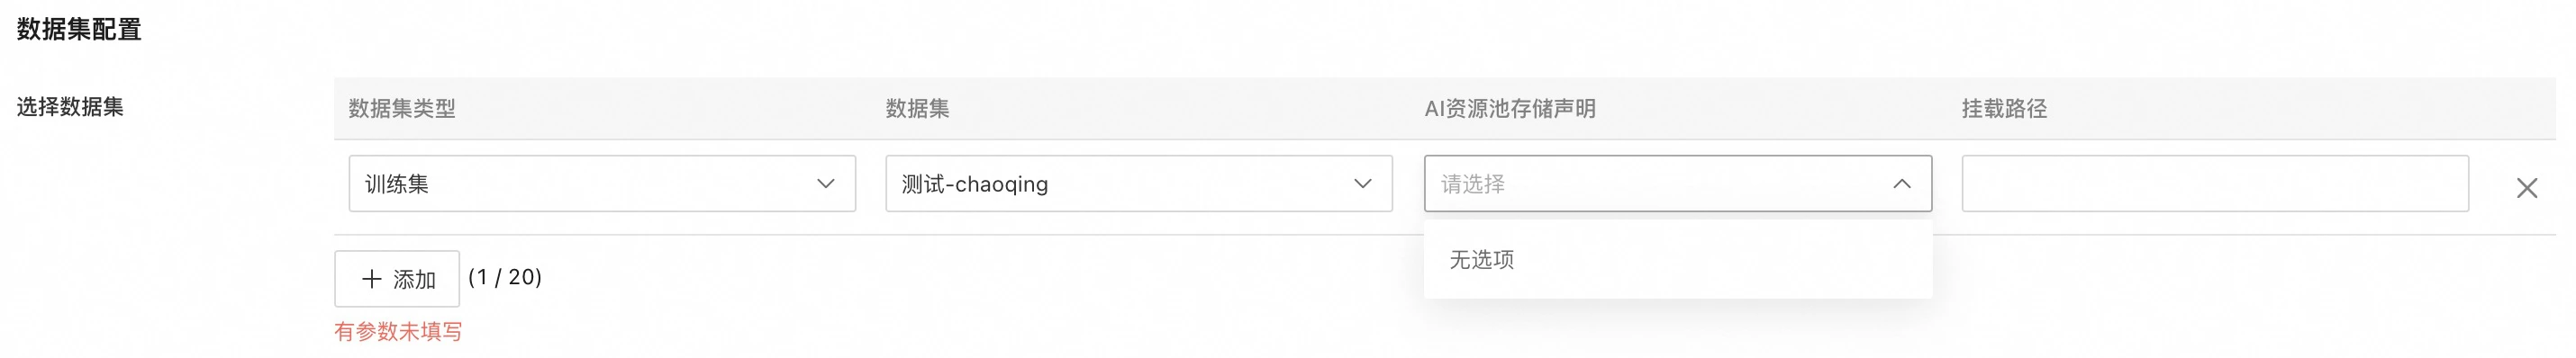 数据集配置
选择数据集
数据集类型 数据集 AI资源池存储声明 挂载路径
训练集 测试-chaoqing 请选择
无选项
添加 (1 / 20)
有参数未填写